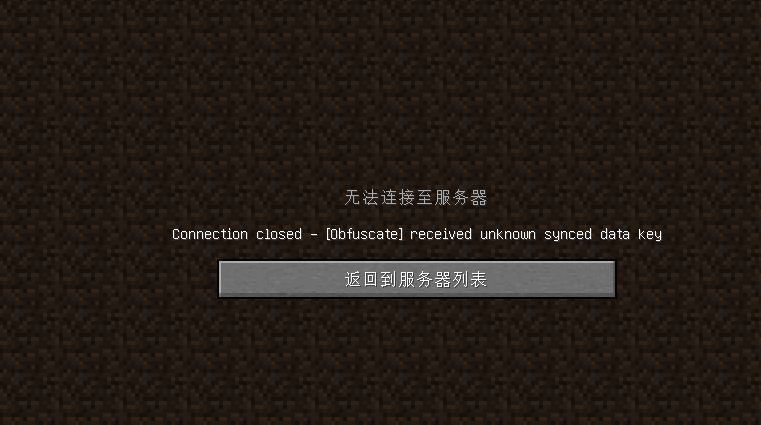 无法连接至服务器
Connection closed - [Obfuscate] received unknown synced data key
返回到服务器列表